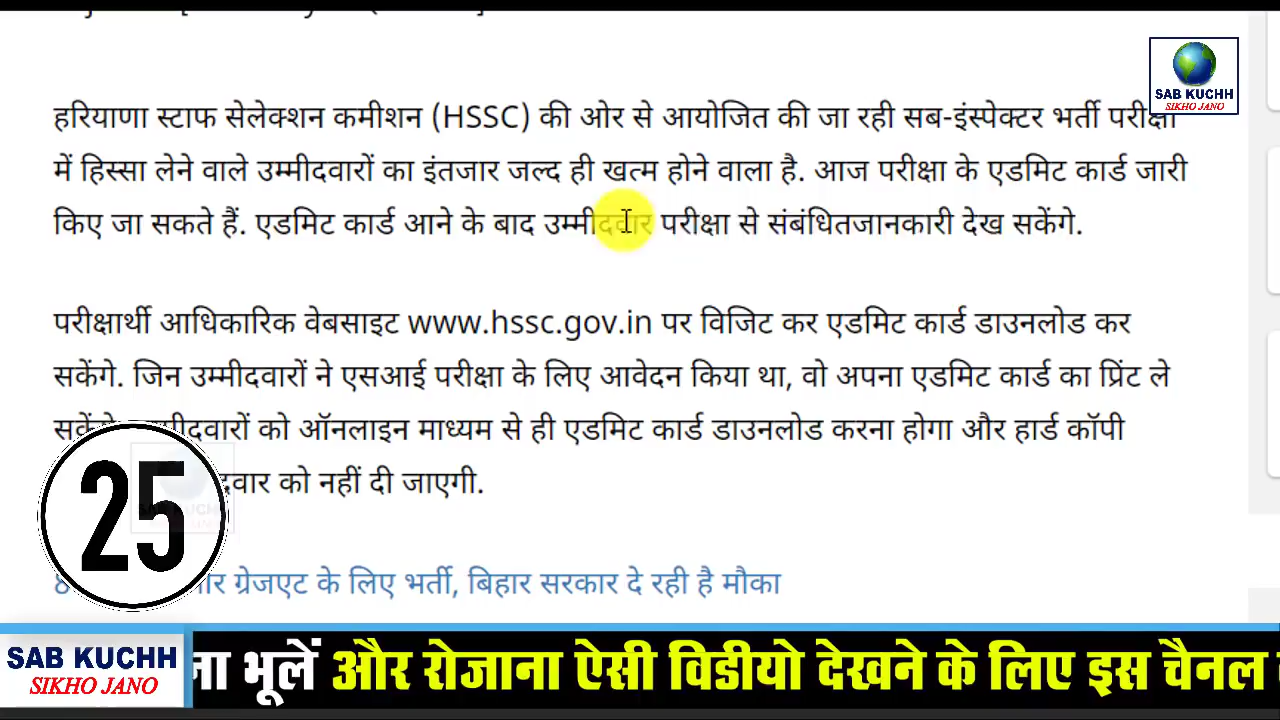 SAB KUCHH
SIKHO JANO
हरियाणा स्टाफ सेलेक्शन कमीशन (HSSC) की ओर से आयोजित की जा रही सब-इंस्पेक्टर भर्ती परीक्षा
में हिस्सा लेने वाले उम्मीदवारों का इंतजार जल्द ही खत्म होने वाला है. आज परीक्षा के एडमिट कार्ड जारी
किए जा सकते हैं. एडमिट कार्ड आने के बाद उम्मीदवार परीक्षा से संबंधितजानकारी देख सकेंगे.
परीक्षार्थी आधिकारिक वेबसाइट www.hssc.gov.in पर विजिट कर एडमिट कार्ड डाउनलोड कर
सकेंगे. जिन उम्मीदवारों ने एसआई परीक्षा के लिए आवेदन किया था, वो अपना एडमिट कार्ड का प्रिंट ले
को ऑनलाइन माध्यम से ही एडमिट कार्ड डाउनलोड करना होगा और हार्ड कॉपी
को नहीं दी जाएगी.
25
ग्रेजएट के लिए भर्ती, बिहार सरकार दे रही है मौका
SAB KUCHH
SIKHO JANO
भूलें और रोजाना ऐसी विडीयो देखने के लिए इस चैनल